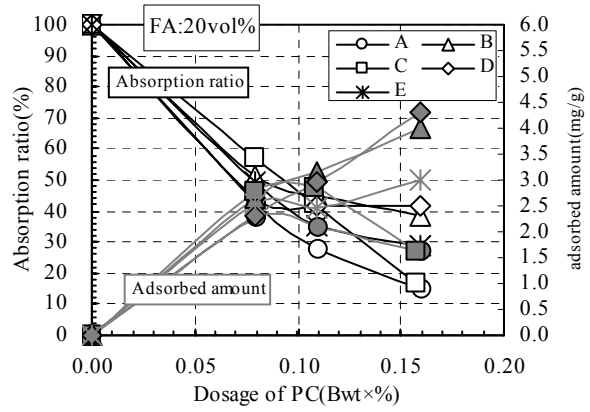 FA:20vol%
A B
C D
E
Absorption ratio
Adsorbed amount
Absorption ratio(%)
100
90
80
70
60
50
40
30
20
10
0
6.0
5.5
5.0
4.5
4.0
3.5
3.0
2.5
2.0
1.5
1.0
0.5
0.0
adsorbed amount(mg/g)
0.00 0.05 0.10 0.15 0.20
Dosage of PC(Bwt×%)